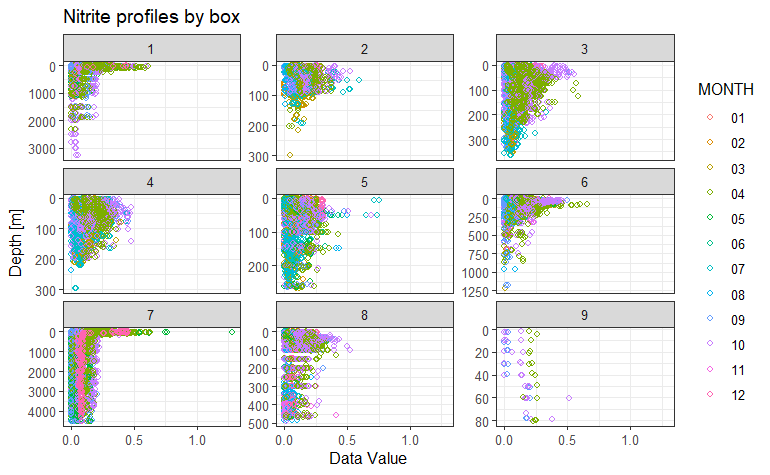 Nitrite profiles by box
1 2 3
0 0 0
1000 100 100
2000 200 200
3000 300 300
4 5 6
0 0 0
100 100 250
200 200 500
300 750
1000
1250
7 8 9
0 0 0
1000 100 20
2000 200 40
3000 300 60
4000 400 80
500
0.0 0.5 1.0 0.0 0.5 1.0 0.0 0.5 1.0
Data Value
Depth [m]
MONTH
01
02
03
04
05
06
07
08
09
10
11
12